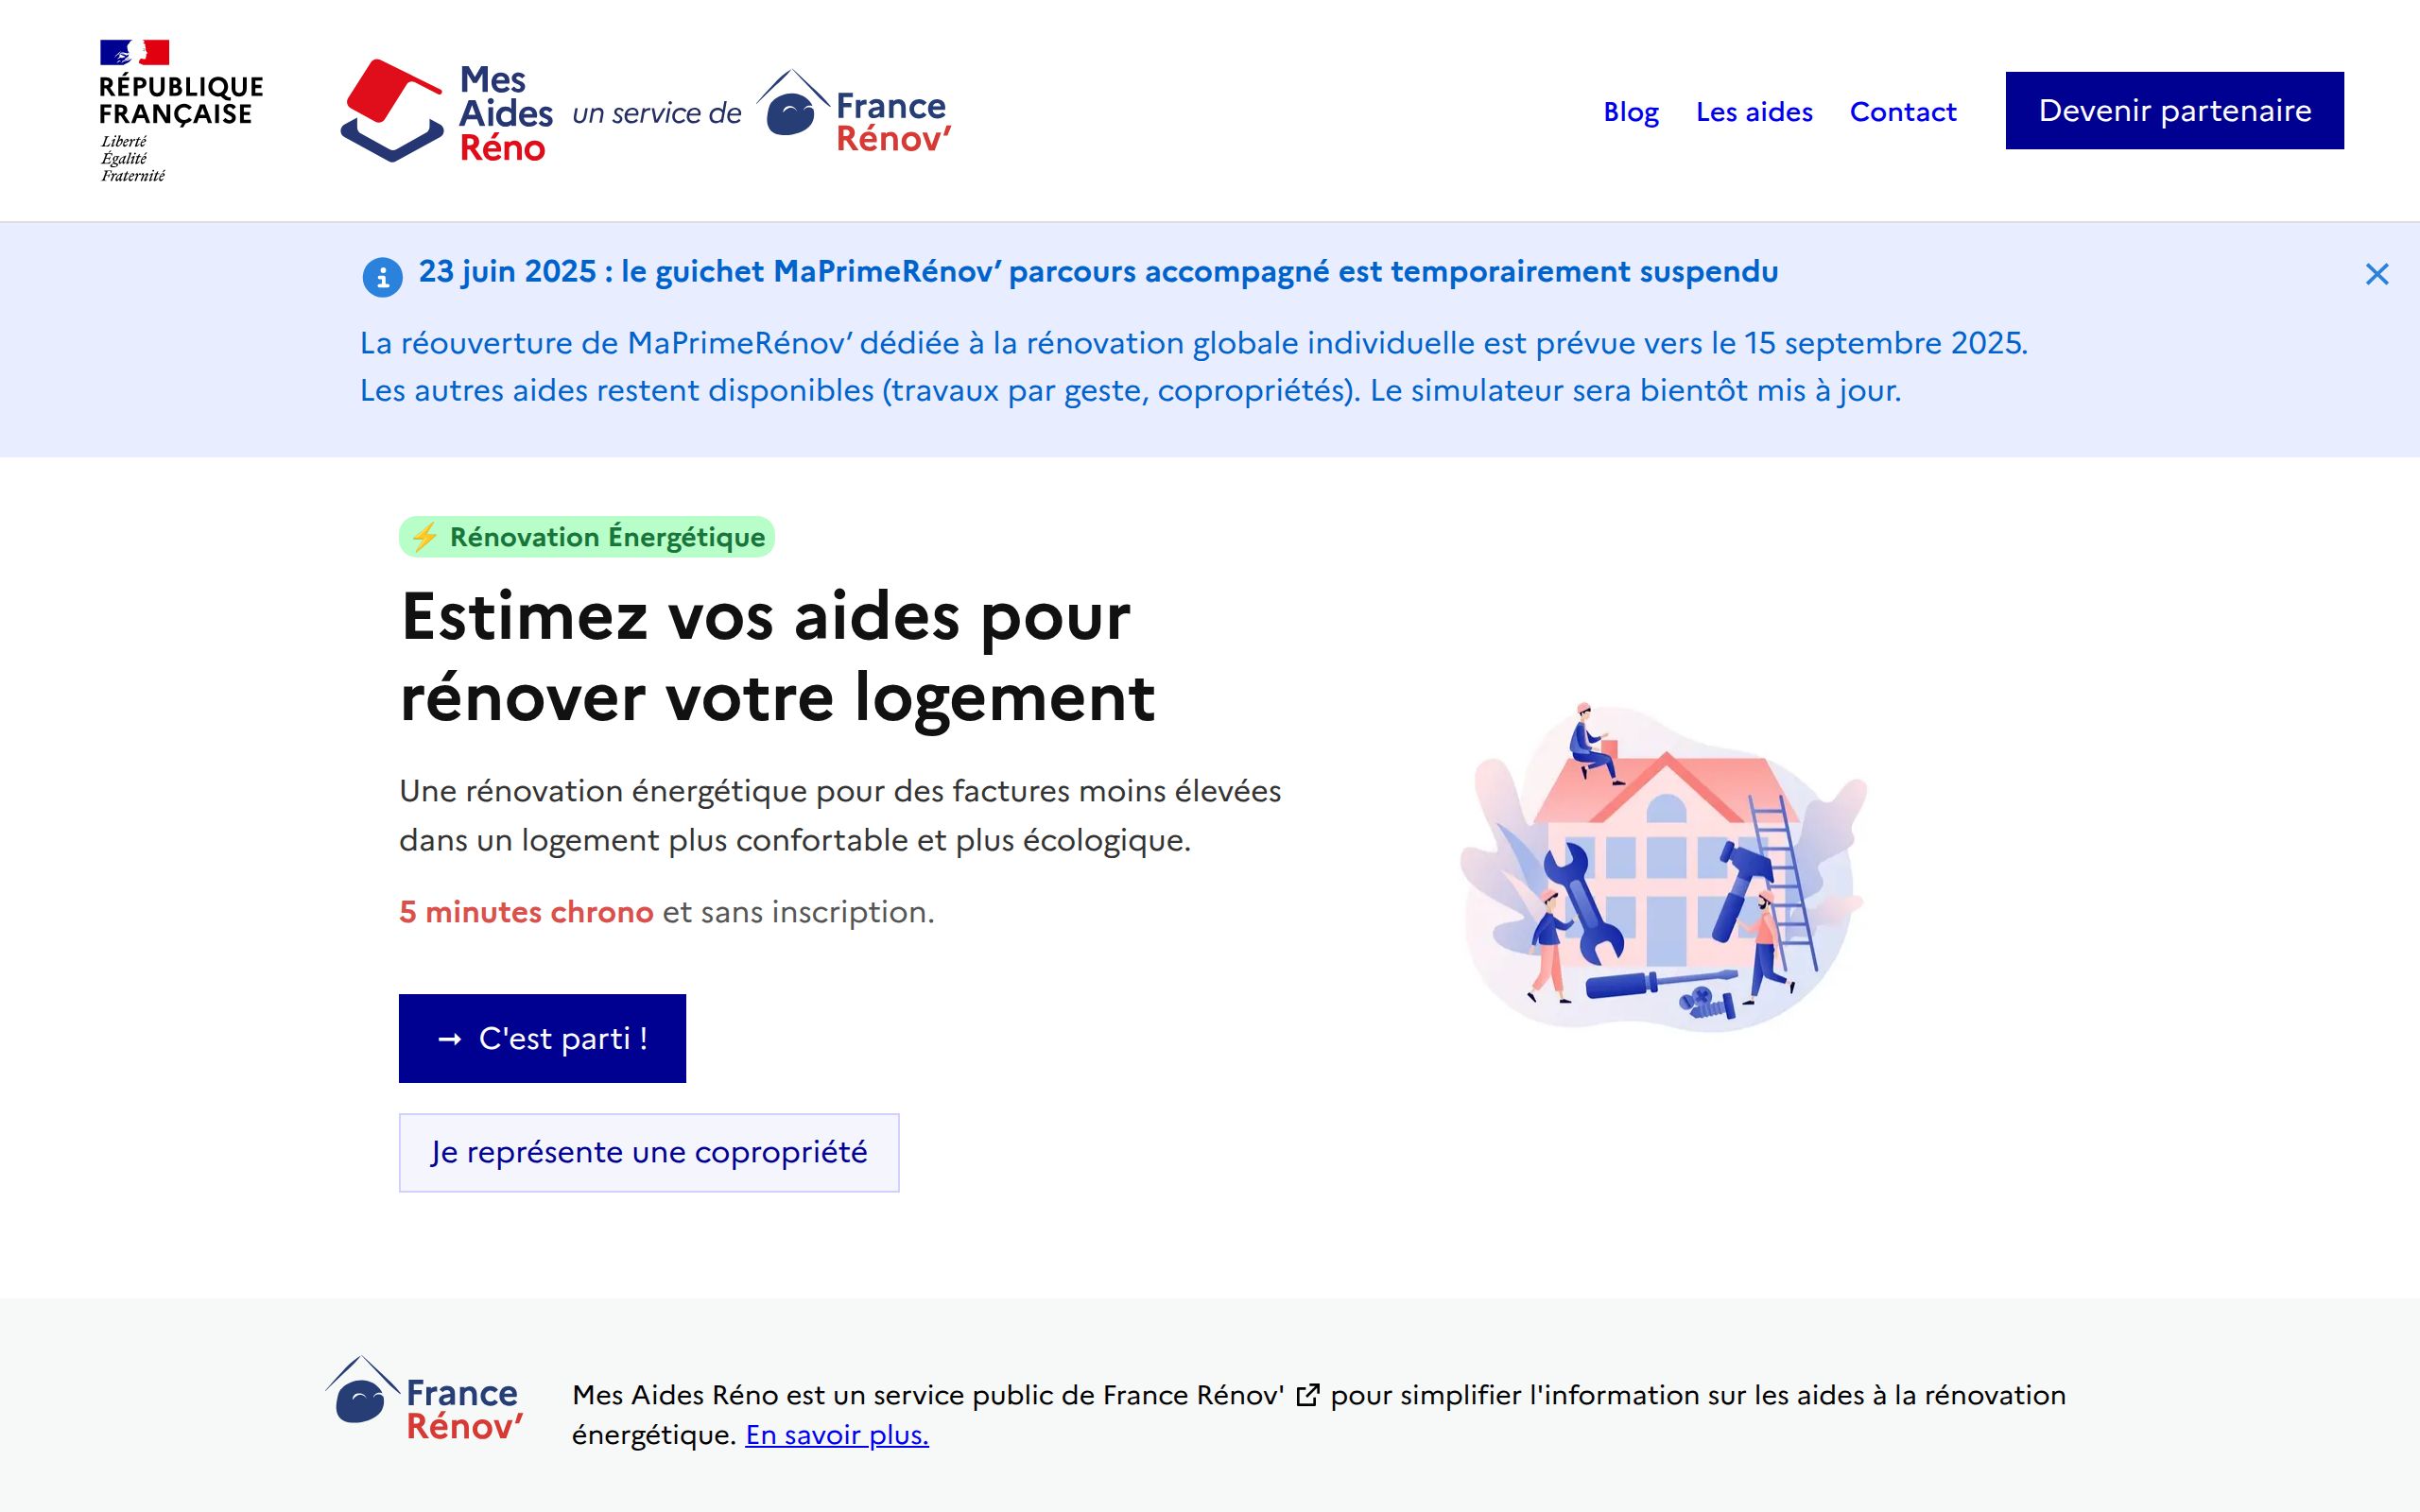 RÉPUBLIQUE
FRANÇAISE
Liberté
Égalité
Fraternité
Mes
Aides
Réno
un service de
France
Rénov’
Blog
Les aides
Contact
Devenir partenaire
23 juin 2025 : le guichet MaPrimeRénov’ parcours accompagné est temporairement suspendu
La réouverture de MaPrimeRénov’ dédiée à la rénovation globale individuelle est prévue vers le 15 septembre 2025.
Les autres aides restent disponibles (travaux par geste, copropriétés). Le simulateur sera bientôt mis à jour.
⚡ Rénovation Énergétique
Estimez vos aides pour
rénover votre logement
Une rénovation énergétique pour des factures moins élevées
dans un logement plus confortable et plus écologique.
5 minutes chrono et sans inscription.
➞ C'est parti !
Je représente une copropriété
France
Rénov’
Mes Aides Réno est un service public de France Rénov' pour simplifier l'information sur les aides à la rénovation
énergétique. En savoir plus.